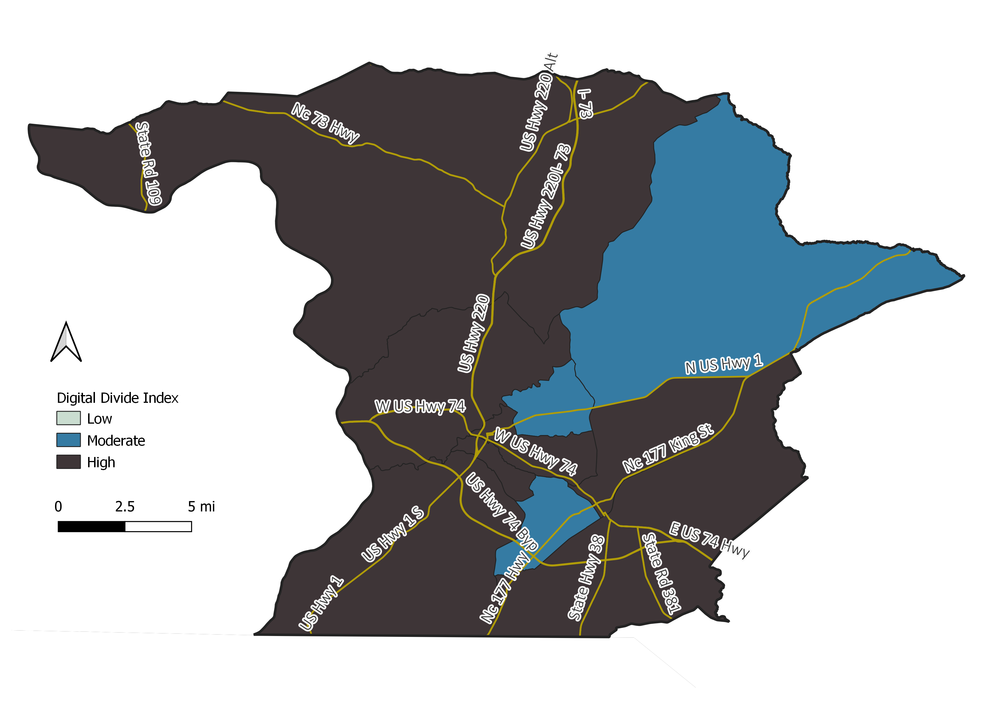 Alt
US Hwy 220
I- 73
Nc 73 Hwy
State Rd 109
US Hwy 220I- 73
US Hwy 220
N US Hwy 1
W US Hwy 74
W US Hwy 74
Nc 177 King St
US Hwy 74 Byp
US Hwy 1 S
E US 74 Hwy
State Hwy 38
State Rd 381
Nc 177 Hwy
US Hwy 1
Digital Divide Index
Low
Moderate
High
0 2.5 5 mi